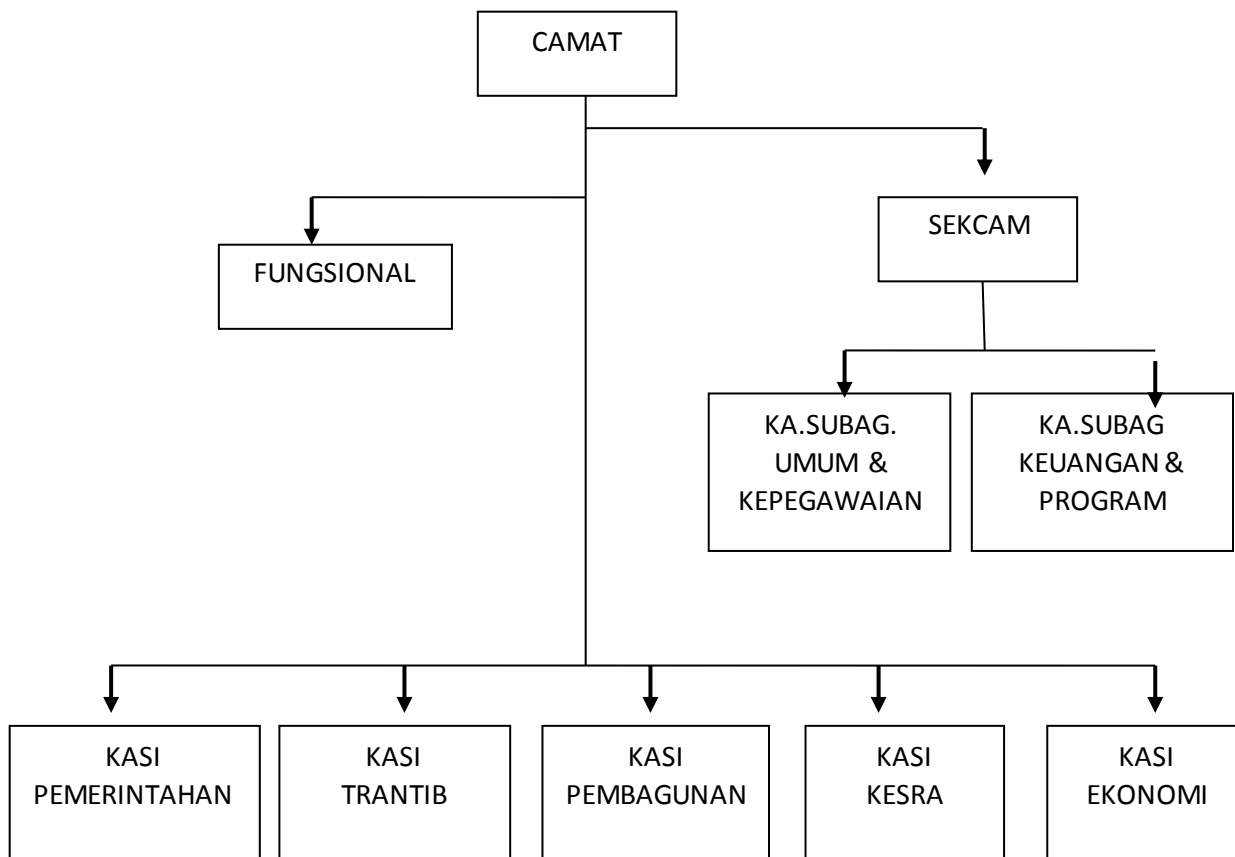 CAMAT
SEKCAM
FUNGSIONAL
KA.SUBAG.
UMUM &
KEPEGAWAIAN
KA.SUBAG
KEUANGAN &
PROGRAM
KASI
PEMERINTAHAN
KASI
TRANTIB
KASI
PEMBAGUNAN
KASI
KESRA
KASI
EKONOMI